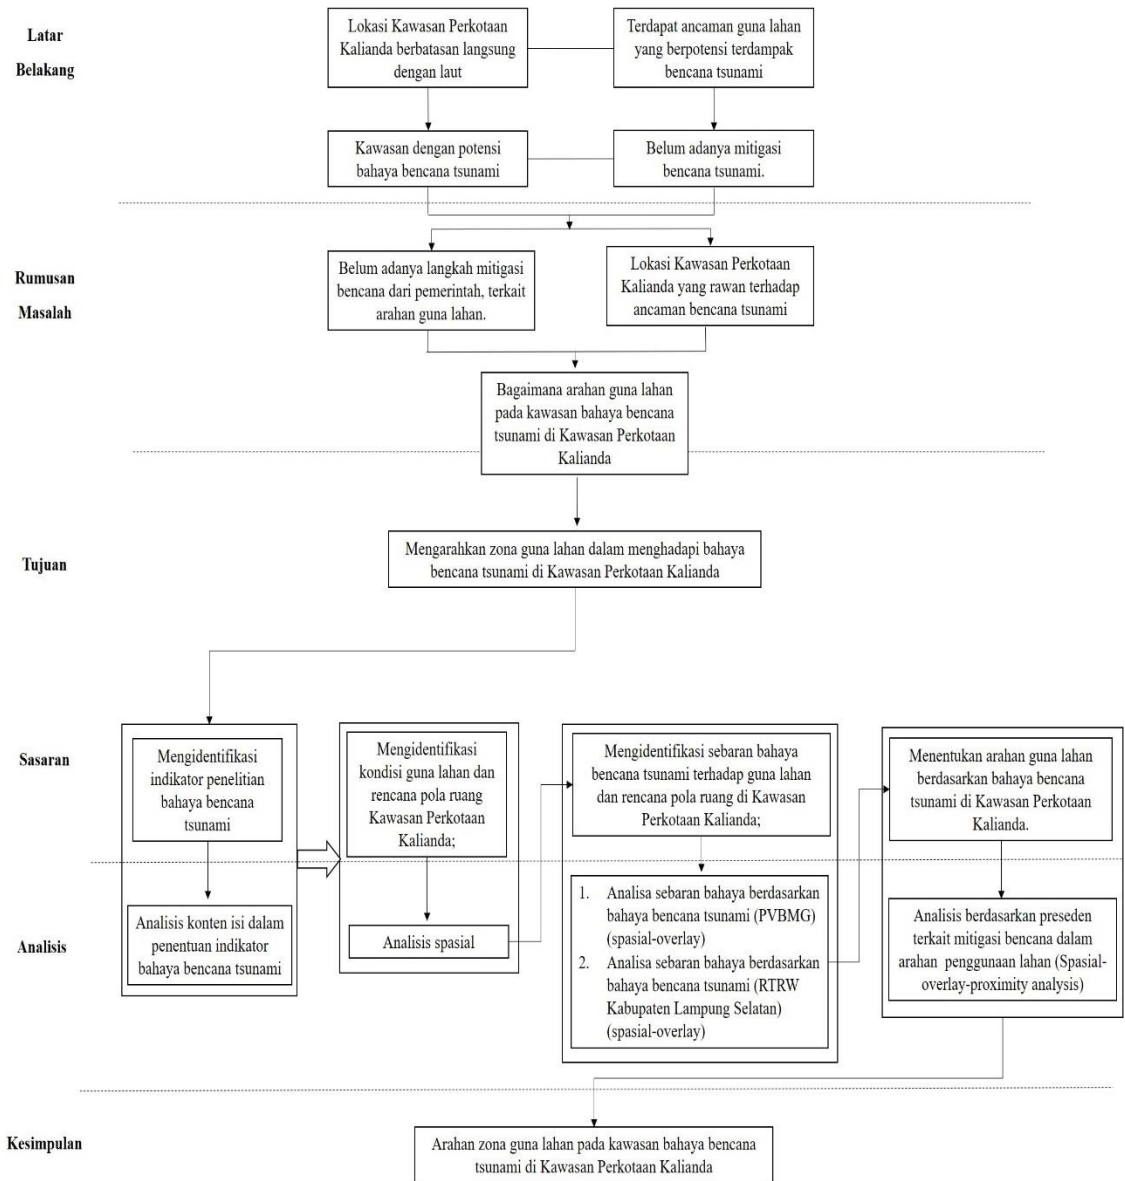 Latar
Belakang
Lokasi Kawasan Perkotaan
Kalianda berbatasan langsung
dengan laut
Terdapat ancaman guna lahan
yang berpotensi terdampak
bencana tsunami
Kawasan dengan potensi
bahaya bencana tsunami
Belum adanya mitigasi
bencana tsunami.
Rumusan
Masalah
Belum adanya langkah mitigasi
bencana dari pemerintah, terkait
arahan guna lahan.
Lokasi Kawasan Perkotaan
Kalianda yang rawan terhadap
ancaman bencana tsunami
Bagaimana arahan guna lahan
pada kawasan bahaya bencana
tsunami di Kawasan Perkotaan
Kalianda
Tujuan
Mengarahkan zona guna lahan dalam menghadapi bahaya
bencana tsunami di Kawasan Perkotaan Kalianda
Sasaran
Mengidentifikasi
indikator penelitian
bahaya bencana
tsunami
Mengidentifikasi
kondisi guna lahan dan
rencana pola ruang
Kawasan Perkotaan
Kalianda;
Mengidentifikasi sebaran bahaya
bencana tsunami terhadap guna lahan
dan rencana pola ruang di Kawasan
Perkotaan Kalianda;
Menentukan arahan guna lahan
berdasarkan bahaya bencana
tsunami di Kawasan Perkotaan
Kalianda.
Analisis
Analisis konten isi dalam
penentuan indikator
bahaya bencana tsunami
Analisis spasial
1. Analisa sebaran bahaya berdasarkan
bahaya bencana tsunami (PVBMG)
(spasial-overlay)
2. Analisa sebaran bahaya berdasarkan
bahaya bencana tsunami (RTRW
Kabupaten Lampung Selatan)
(spasial-overlay)
Analisis berdasarkan preseden
terkait mitigasi bencana dalam
arahan penggunaan lahan (Spasial-
overlay-proximity analysis)
Kesimpulan
Arahan zona guna lahan pada kawasan bahaya bencana
tsunami di Kawasan Perkotaan Kalianda